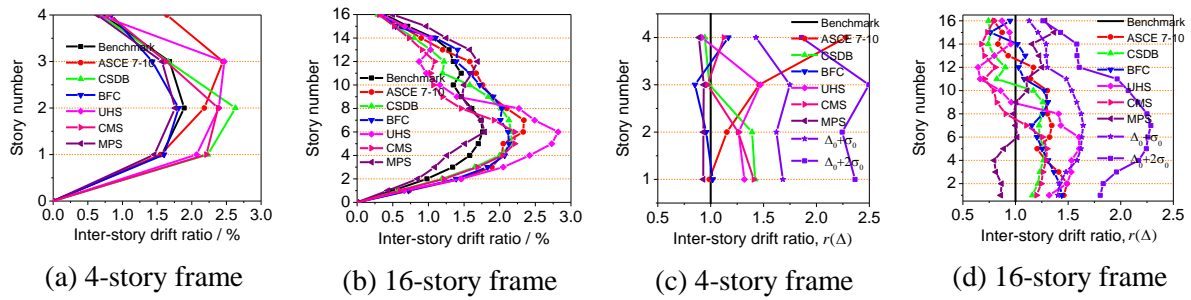 Story number
4
3
2
1
0
Benchmark
ASCE 7-10
CSDB
BFC
UHS
CMS
MPS
0.0 0.5 1.0 1.5 2.0 2.5 3.0
Inter-story drift ratio / %
(a) 4-story frame
Story number
16
14
12
10
8
6
4
2
0
Benchmark
ASCE 7-10
CSDB
BFC
UHS
CMS
MPS
0.0 0.5 1.0 1.5 2.0 2.5 3.0
Inter-story drift ratio / %
(b) 16-story frame
Story number
4
3
2
1
Benchmark
ASCE 7-10
CSDB
BFC
UHS
CMS
MPS
Δ₀+σ₀
Δ₀+2σ₀
0.5 1.0 1.5 2.0 2.5
Inter-story drift ratio, r(Δ)
(c) 4-story frame
Story number
16
14
12
10
8
6
4
2
Benchmark
ASCE 7-10
CSDB
BFC
UHS
CMS
MPS
Δ₀+σ₀
Δ₀+2σ₀
0.5 1.0 1.5 2.0 2.5
Inter-story drift ratio, r(Δ)
(d) 16-story frame